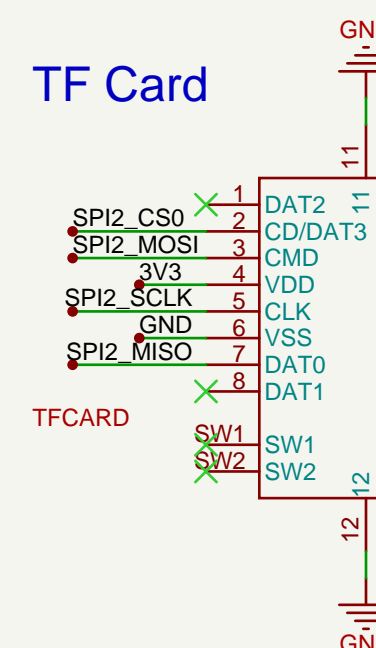 GN
TF Card
11
11
1 DAT2
SPI2_CS0 2 CD/DAT3
SPI2_MOSI 3 CMD
3V3 4 VDD
SPI2_SCLK 5 CLK
GND 6 VSS
SPI2_MISO 7 DAT0
8 DAT1
TFCARD
SW1 SW1
SW2 SW2
12
12
GN